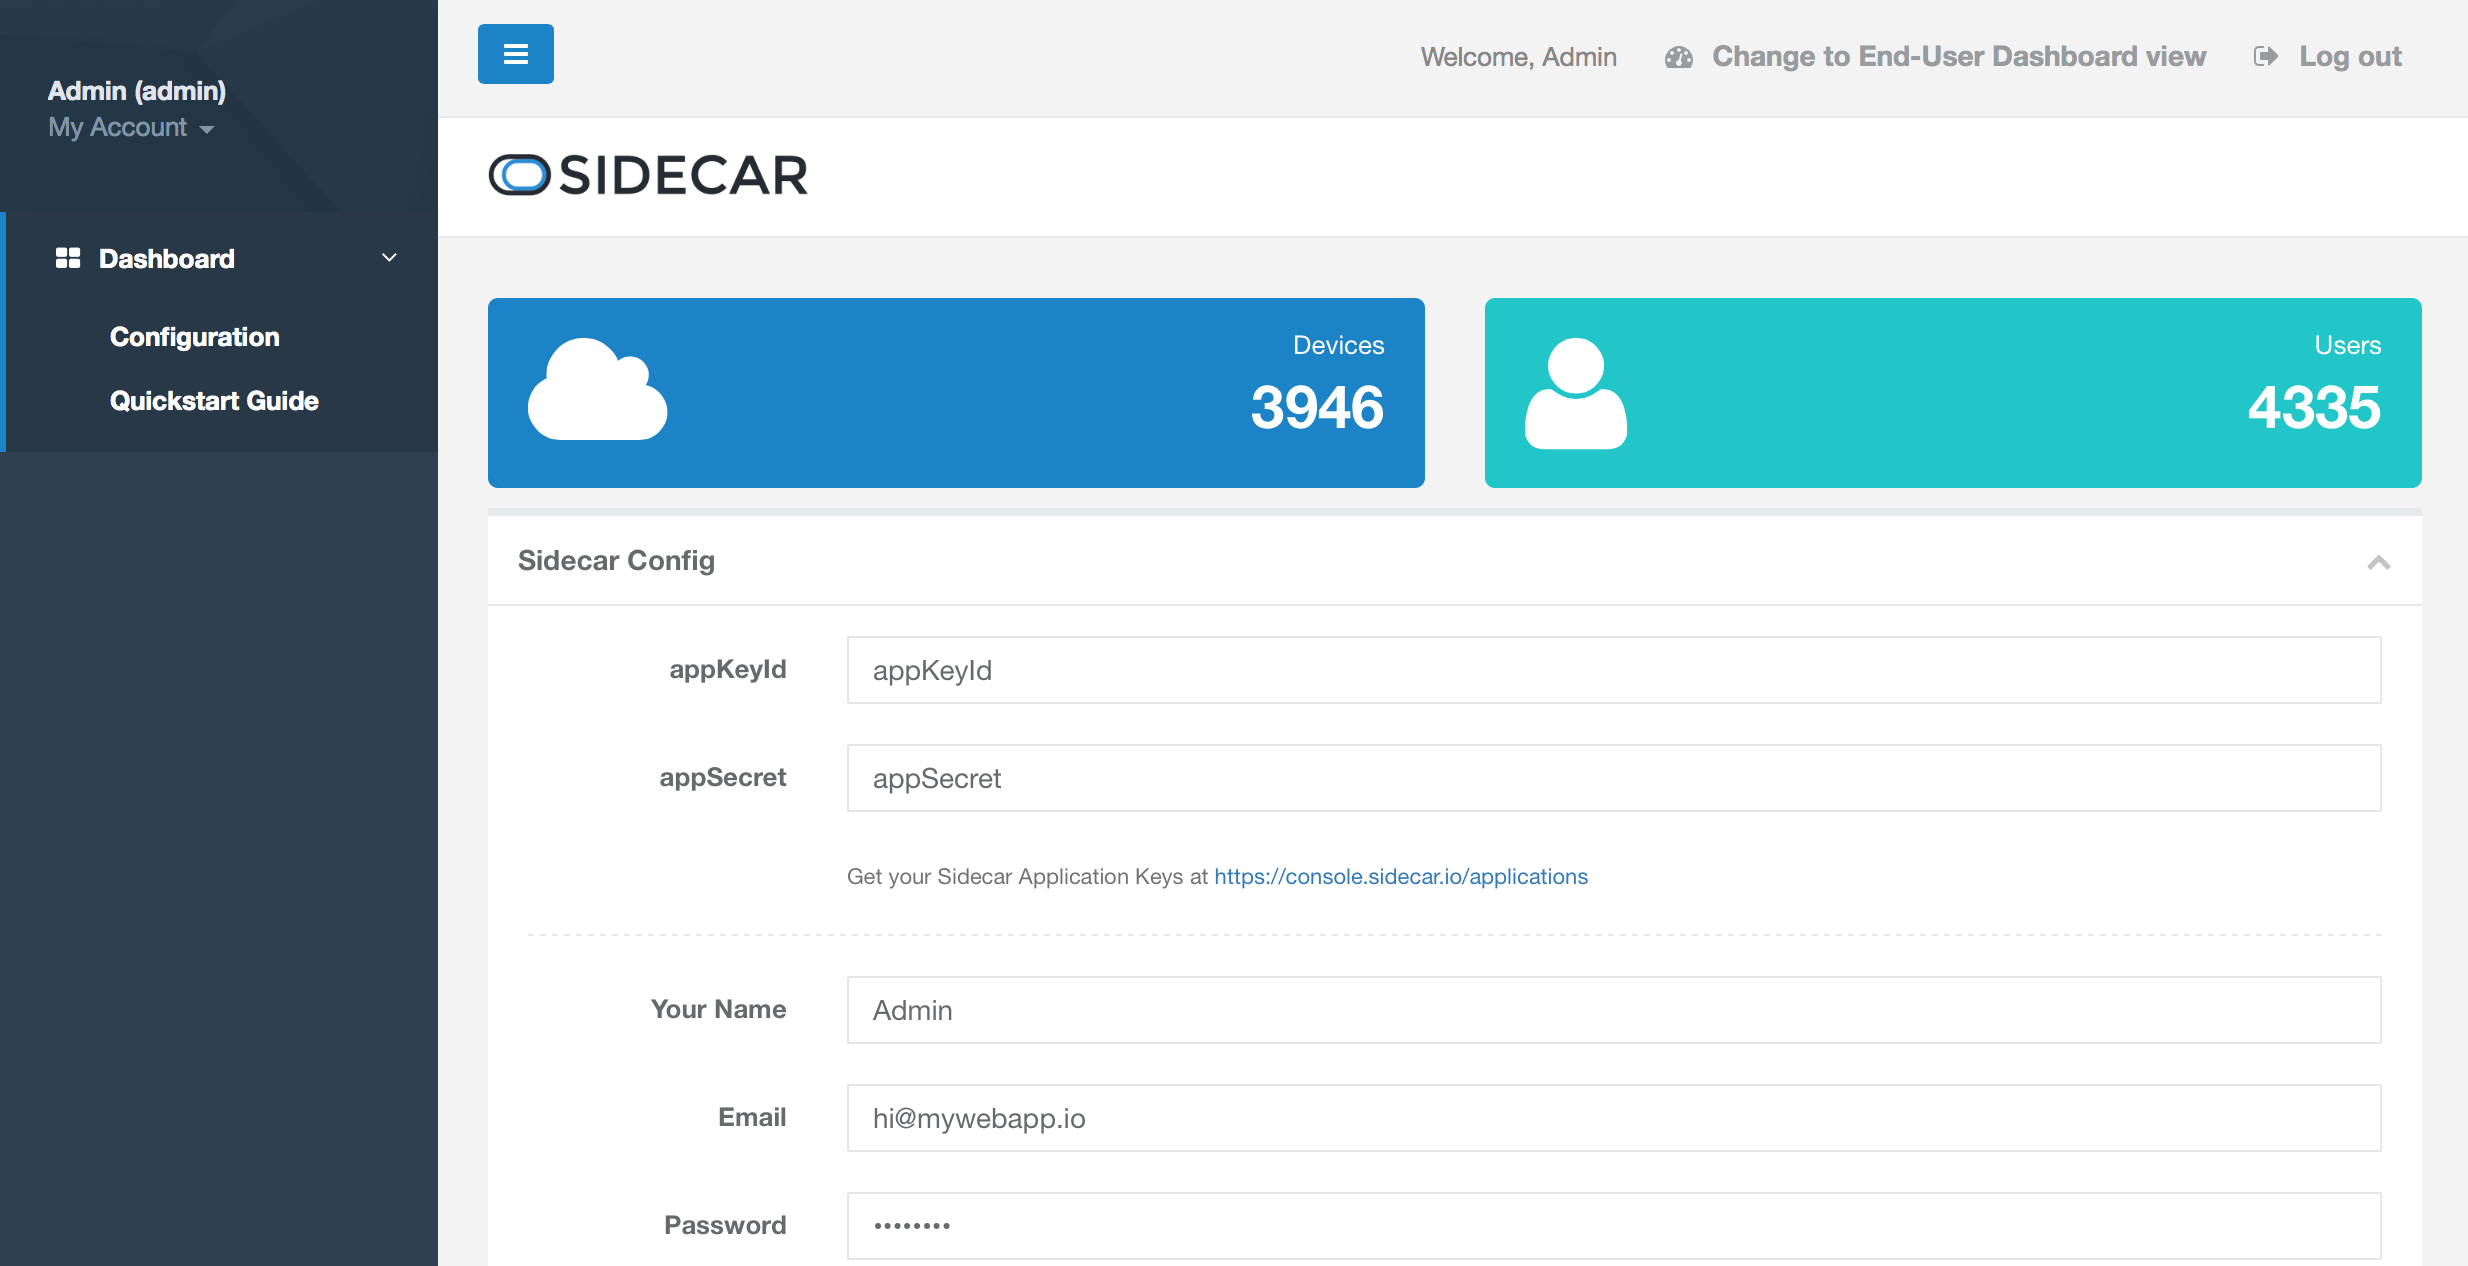 Admin (admin)
My Account
Dashboard
Configuration
Quickstart Guide
Welcome, Admin
Change to End-User Dashboard view
Log out
SIDECAR
Devices
3946
Users
4335
Sidecar Config
appKeyId
appKeyId
appSecret
appSecret
Get your Sidecar Application Keys at https://console.sidecar.io/applications
Your Name
Admin
Email
hi@mywebapp.io
Password
••••••••